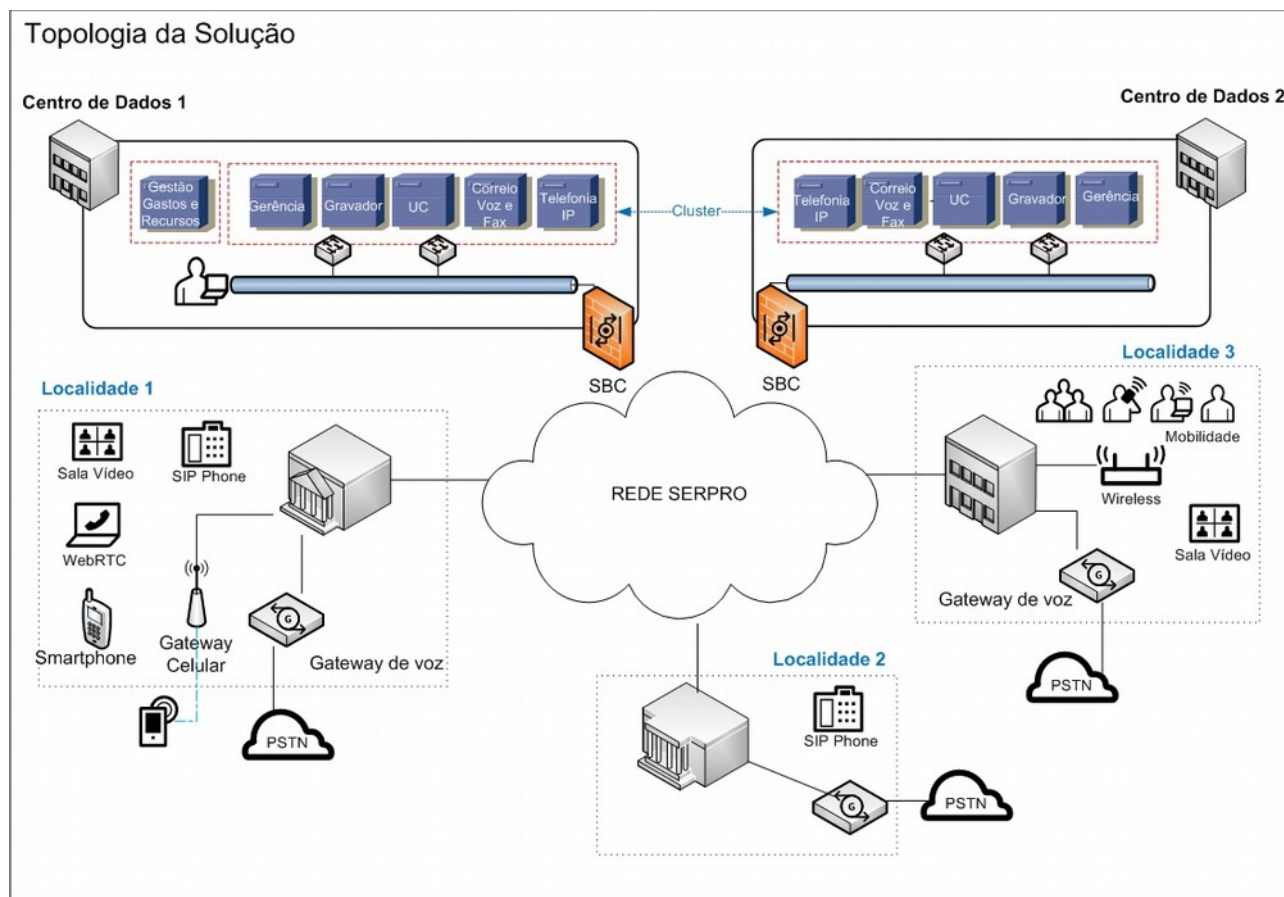 Topologia da Solução
Centro de Dados 1
Centro de Dados 2
Gestão
Gastos e
Recursos
Gerência
Gravador
UC
Correio
Voz e
Fax
Telefonia
IP
Cluster
Telefonia
IP
Correio
Voz e
Fax
UC
Gravador
Gerência
SBC
SBC
Localidade 1
Sala Vídeo
SIP Phone
WebRTC
Smartphone
Gateway
Celular
G
Gateway de voz
PSTN
REDE SERPRO
Localidade 3
Mobilidade
Wireless
Sala Vídeo
G
Gateway de voz
PSTN
Localidade 2
SIP Phone
G
PSTN